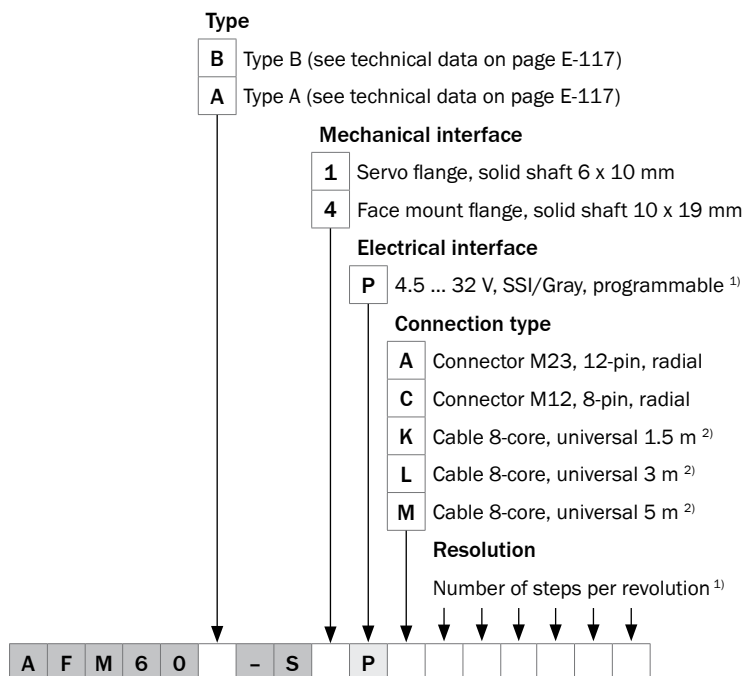 Type
B Type B (see technical data on page E-117)
A Type A (see technical data on page E-117)
Mechanical interface
1 Servo flange, solid shaft 6 x 10 mm
4 Face mount flange, solid shaft 10 x 19 mm
Electrical interface
P 4.5 ... 32 V, SSI/Gray, programmable 1)
Connection type
A Connector M23, 12-pin, radial
C Connector M12, 8-pin, radial
K Cable 8-core, universal 1.5 m 2)
L Cable 8-core, universal 3 m 2)
M Cable 8-core, universal 5 m 2)
Resolution
Number of steps per revolution 1)
A F M 6 0 – S P